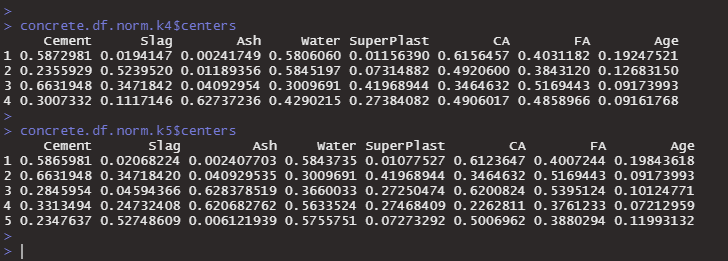 >
> concrete.df.norm.k4$centers
Cement Slag Ash Water SuperPlast CA FA Age
1 0.5872981 0.0194147 0.00241749 0.5806060 0.01156390 0.6156457 0.4031182 0.19247521
2 0.2355929 0.5239520 0.01189356 0.5845197 0.07314882 0.4920600 0.3843120 0.12683150
3 0.6631948 0.3471842 0.04092954 0.3009691 0.41968944 0.3464632 0.5169443 0.09173993
4 0.3007332 0.1117146 0.62737236 0.4290215 0.27384082 0.4906017 0.4858966 0.09161768
>
> concrete.df.norm.k5$centers
Cement Slag Ash Water SuperPlast CA FA Age
1 0.5865981 0.02068224 0.002407703 0.5843735 0.01077527 0.6123647 0.4007244 0.19843618
2 0.6631948 0.34718420 0.040929535 0.3009691 0.41968944 0.3464632 0.5169443 0.09173993
3 0.2845954 0.04594366 0.628378519 0.3660033 0.27250474 0.6200824 0.5395124 0.10124771
4 0.3313494 0.24732408 0.620682762 0.5633524 0.27468409 0.2262811 0.3761233 0.07212959
5 0.2347637 0.52748609 0.006121939 0.5755751 0.07273292 0.5006962 0.3880294 0.11993132
>
>